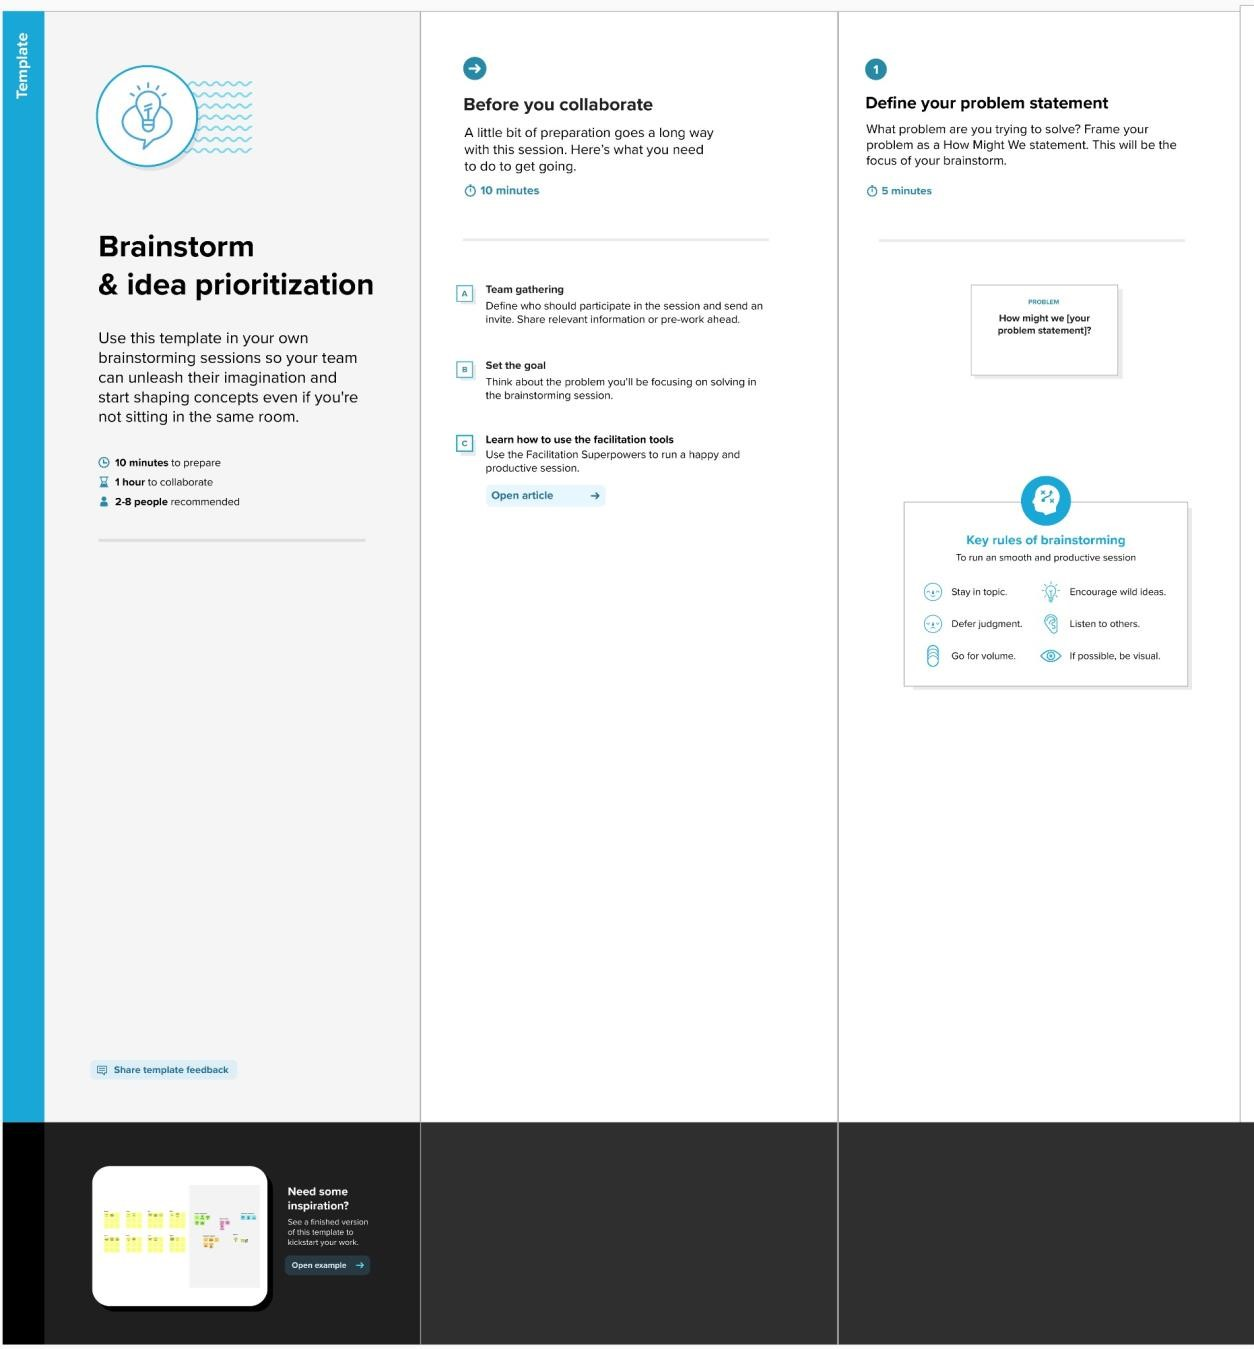 Template
Brainstorm
& idea prioritization
Use this template in your own
brainstorming sessions so your team
can unleash their imagination and
start shaping concepts even if you're
not sitting in the same room.
10 minutes to prepare
1 hour to collaborate
2-8 people recommended
Share template feedback
Need some
inspiration?
See a finished version
of this template to
kickstart your work.
Open example
Before you collaborate
A little bit of preparation goes a long way
with this session. Here's what you need
to do to get going.
10 minutes
A
Team gathering
Define who should participate in the session and send an
invite. Share relevant information or pre-work ahead.
B
Set the goal
Think about the problem you'll be focusing on solving in
the brainstorming session.
C
Learn how to use the facilitation tools
Use the Facilitation Superpowers to run a happy and
productive session.
Open article
1
Define your problem statement
What problem are you trying to solve? Frame your
problem as a How Might We statement. This will be the
focus of your brainstorm.
5 minutes
PROBLEM
How might we [your
problem statement]?
Key rules of brainstorming
To run an smooth and productive session
Stay in topic.
Encourage wild ideas.
Defer judgment.
Listen to others.
Go for volume.
If possible, be visual.